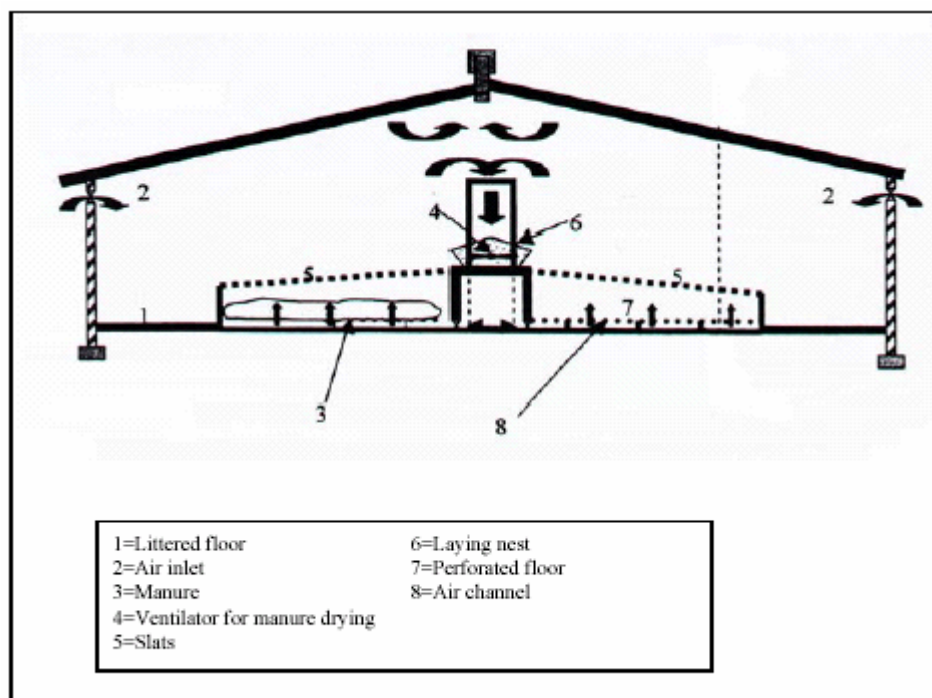 2
2
4
6
5
5
7
1
3
8
1=Littered floor
2=Air inlet
3=Manure
4=Ventilator for manure drying
5=Slats
6=Laying nest
7=Perforated floor
8=Air channel